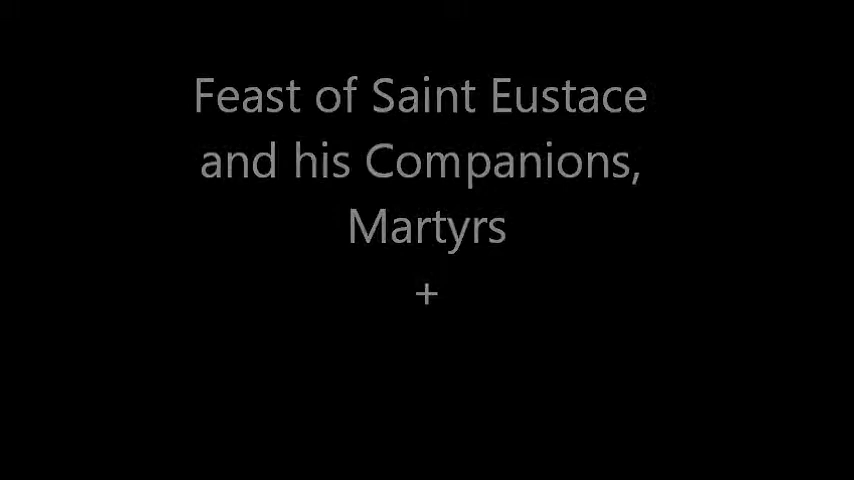 Feast of Saint Eustace
and his Companions,
Martyrs
+